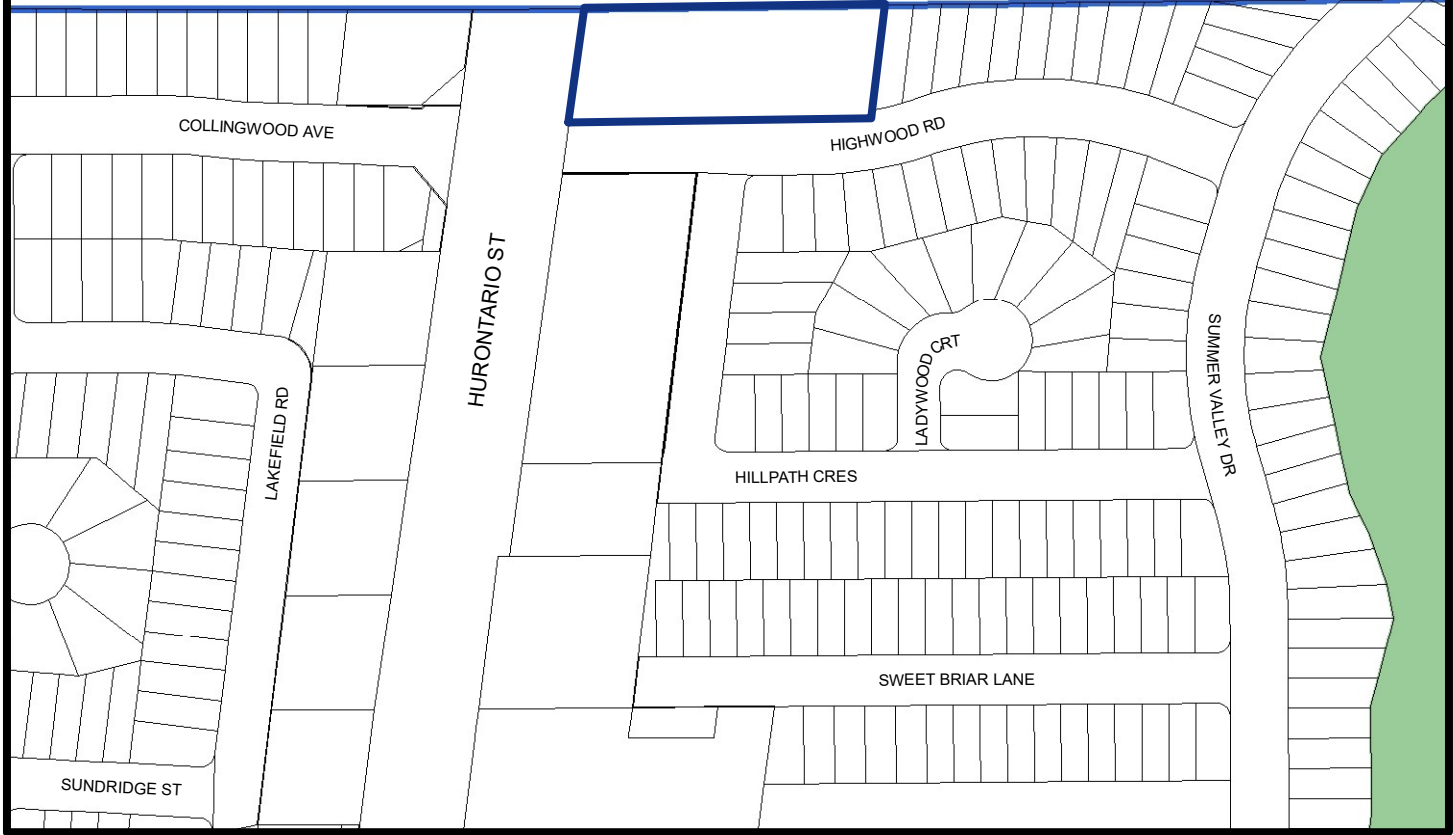 COLLINGWOOD AVE
HIGHWOOD RD
HURONTARIO ST
LADYWOOD CRT
SUMMER VALLEY DR
LAKEFIELD RD
HILLPATH CRES
SWEET BRIAR LANE
SUNDRIDGE ST